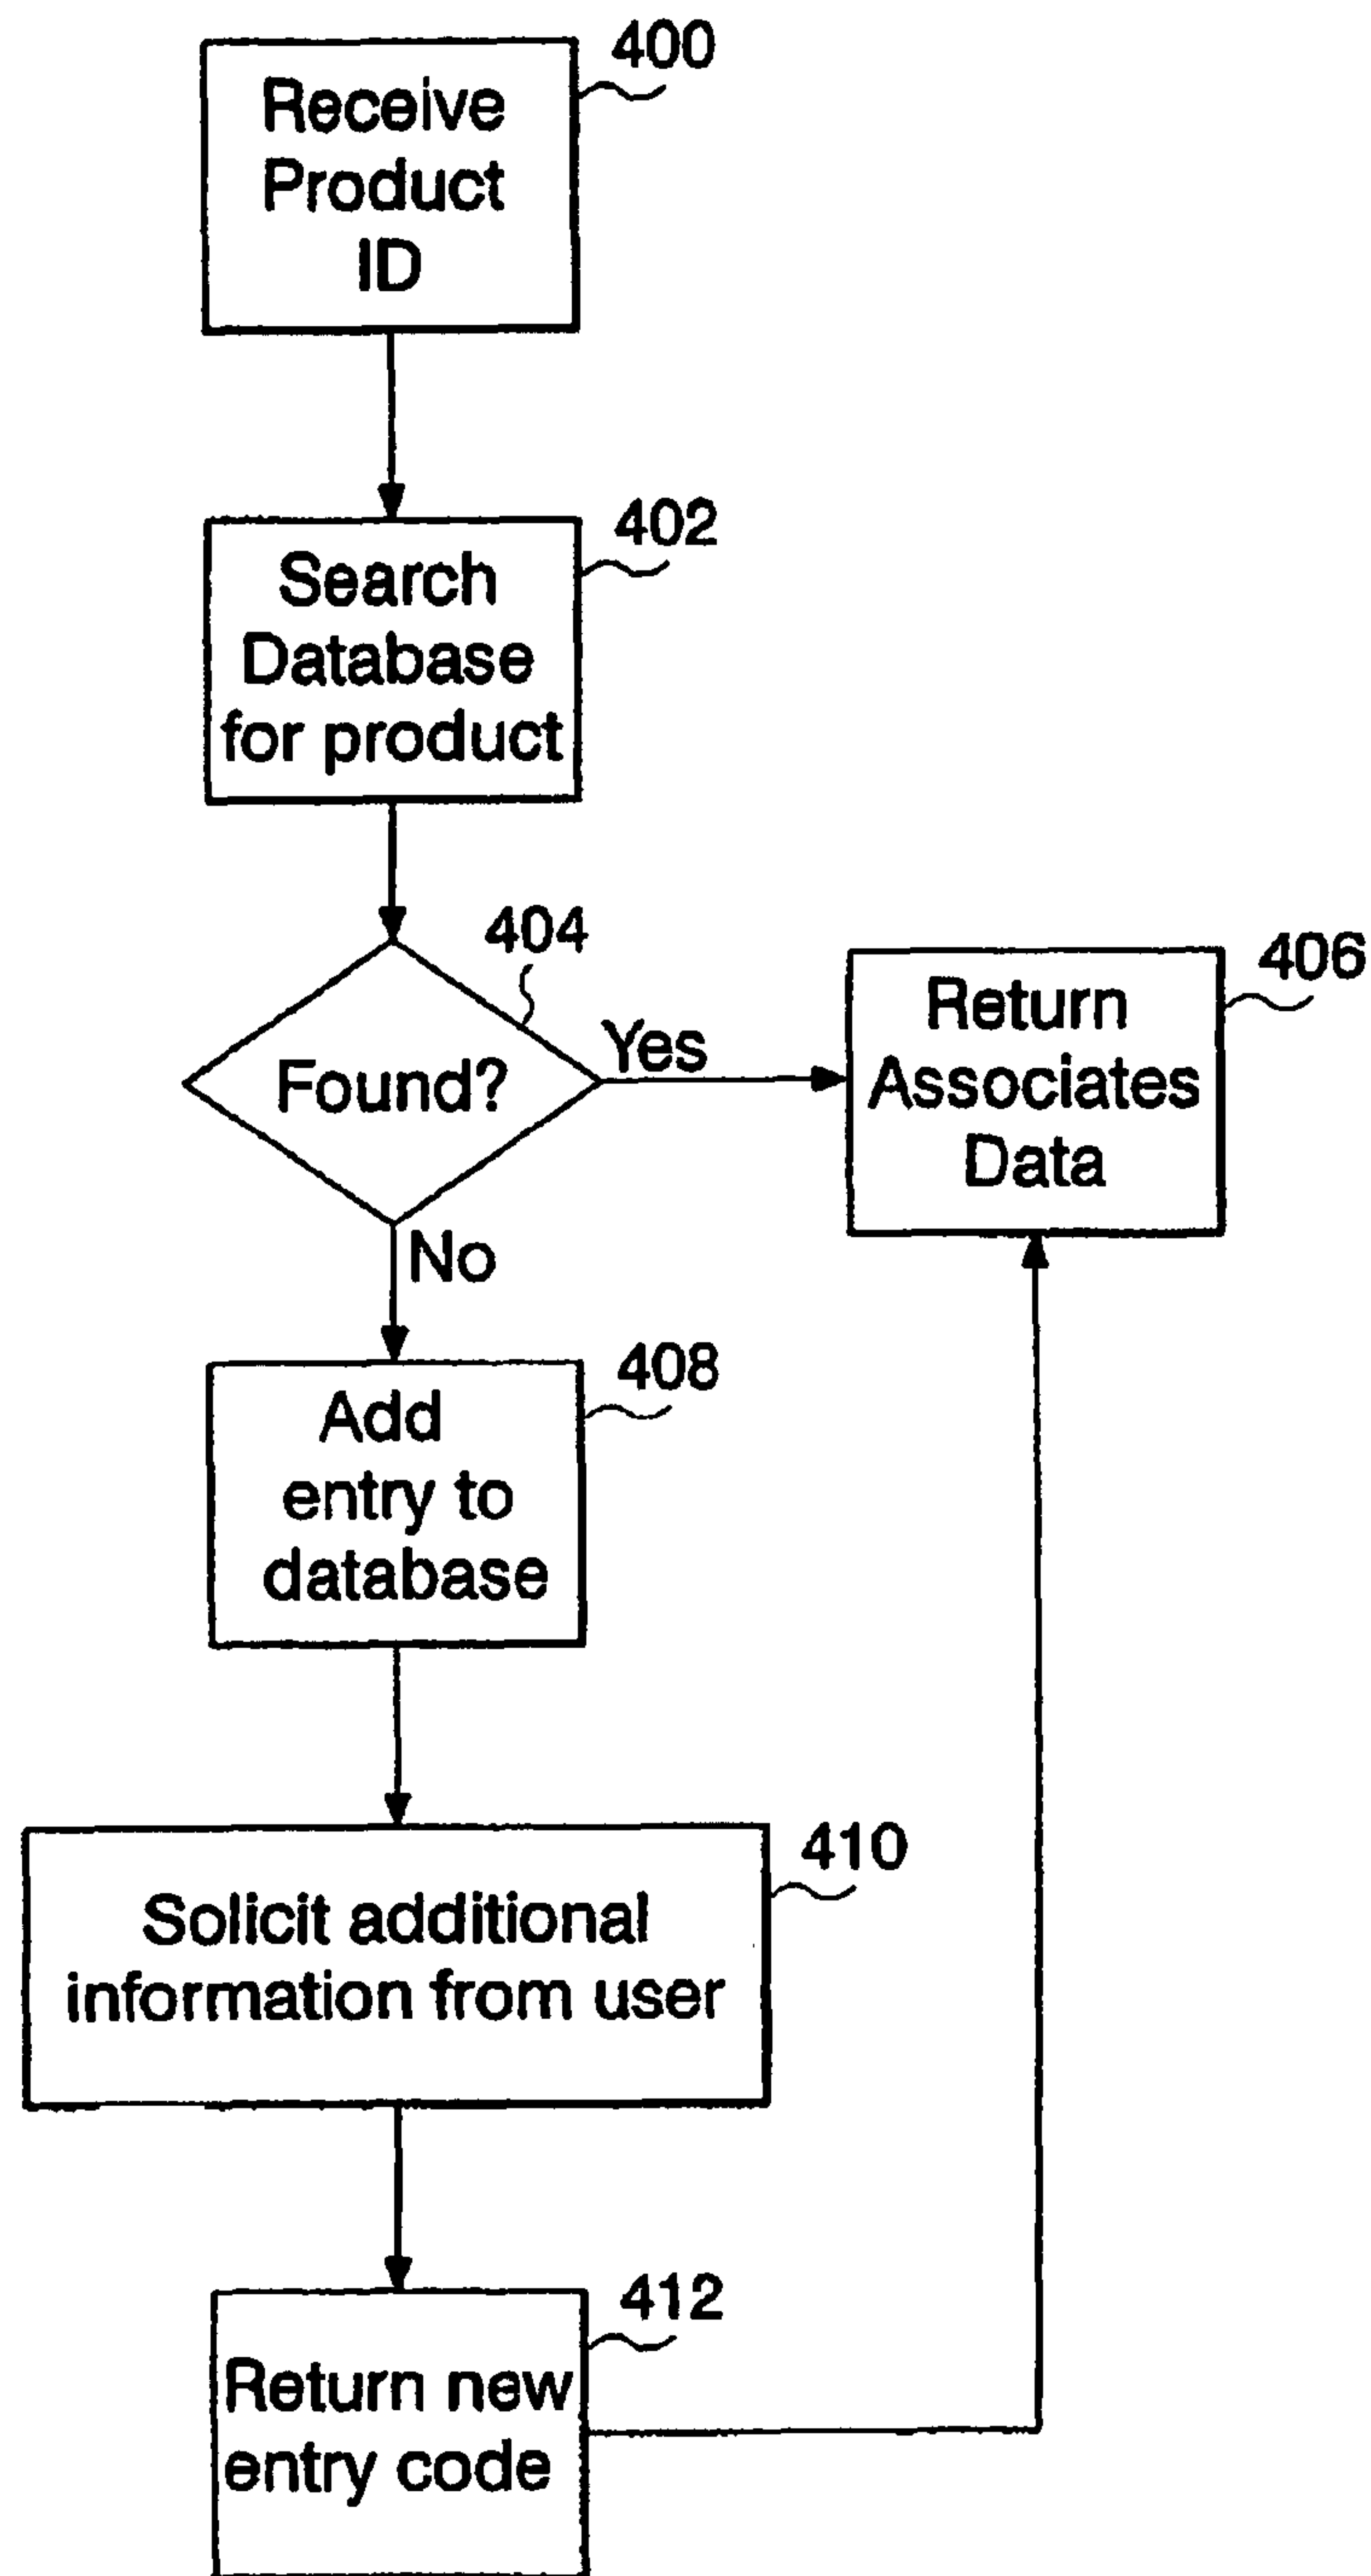 400
Receive
Product
ID
402
Search
Database
for product
404
Found?
Yes
406
Return
Associates
Data
No
408
Add
entry to
database
410
Solicit additional
information from user
412
Return new
entry code